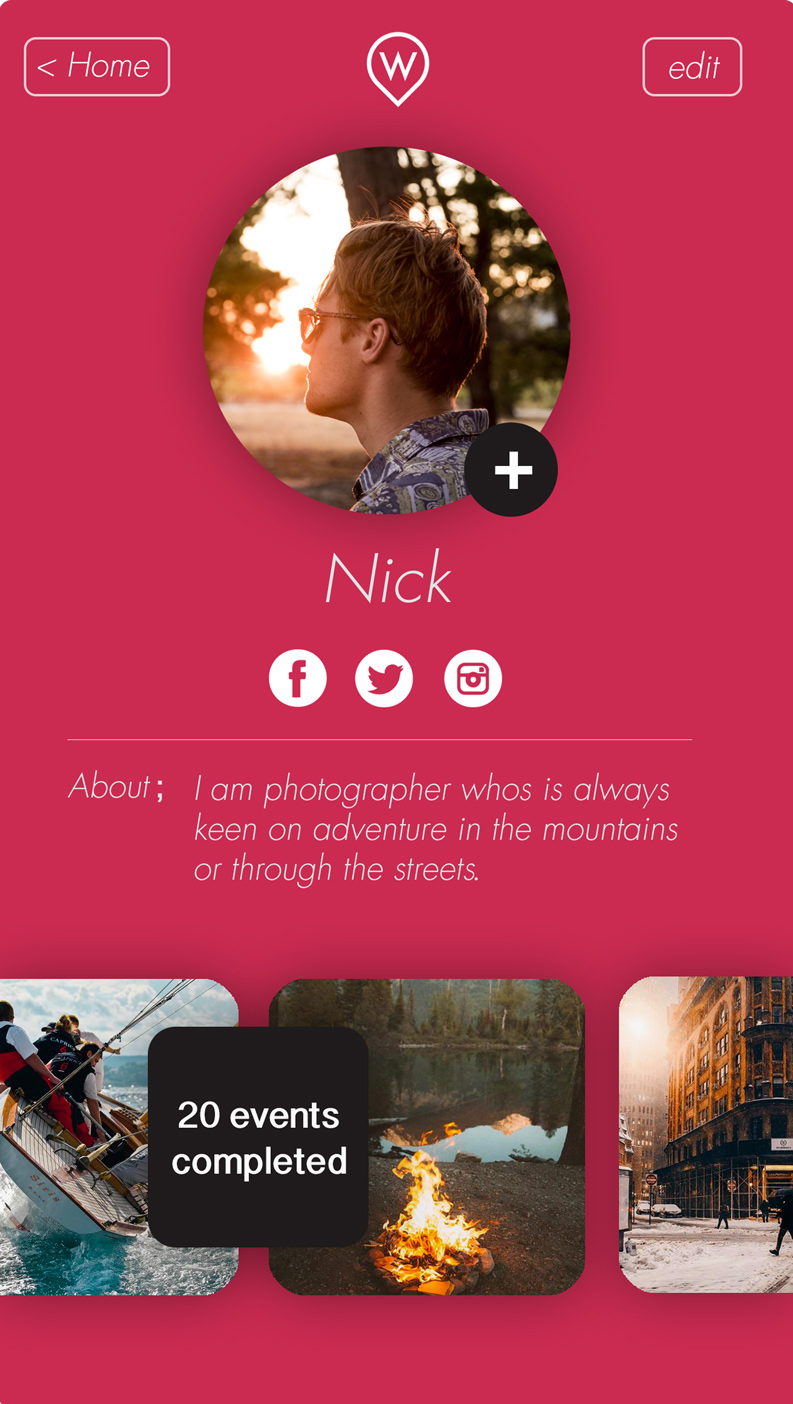 < Home
W
edit
Nick
About ; I am photographer whos is always
keen on adventure in the mountains
or through the streets.
20 events
completed